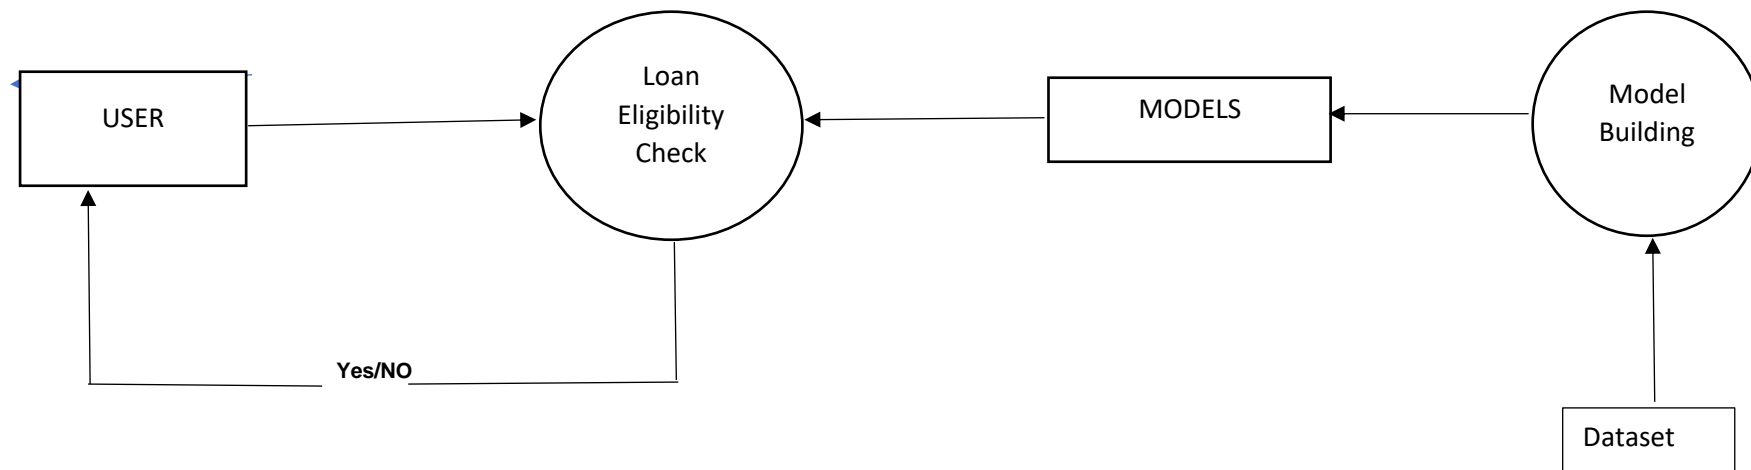 USER
Loan
Eligibility
Check
MODELS
Model
Building
Yes/NO
Dataset